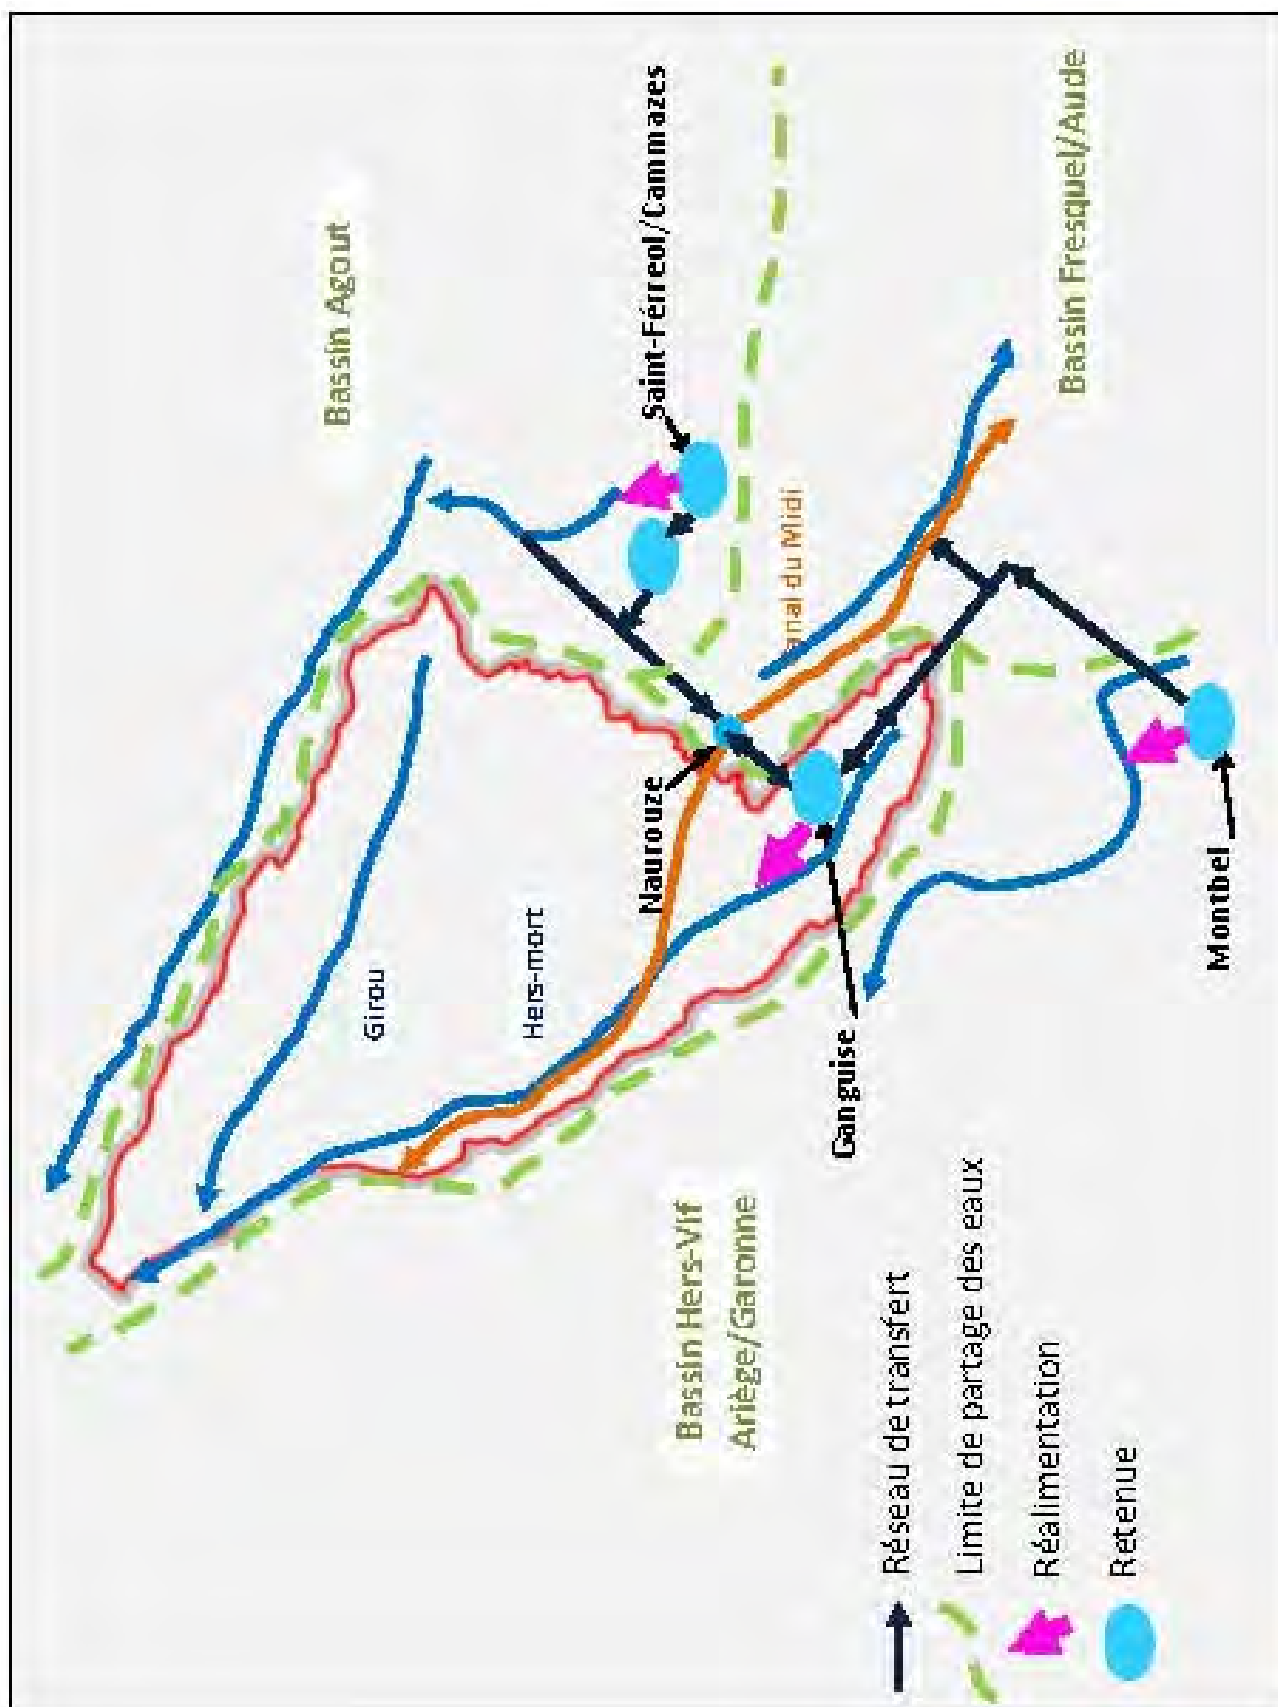 Bassin Agout
Saint-Férreol/Cammazes
Girou
Hers-mort
Naurouze
anal du Midi
Bassin Fresquel/Aude
Ganguise
Montbel
Bassin Hers-Vif
Ariège/Garonne
Réseau de transfert
Limite de partage des eaux
Réalimentation
Retenue